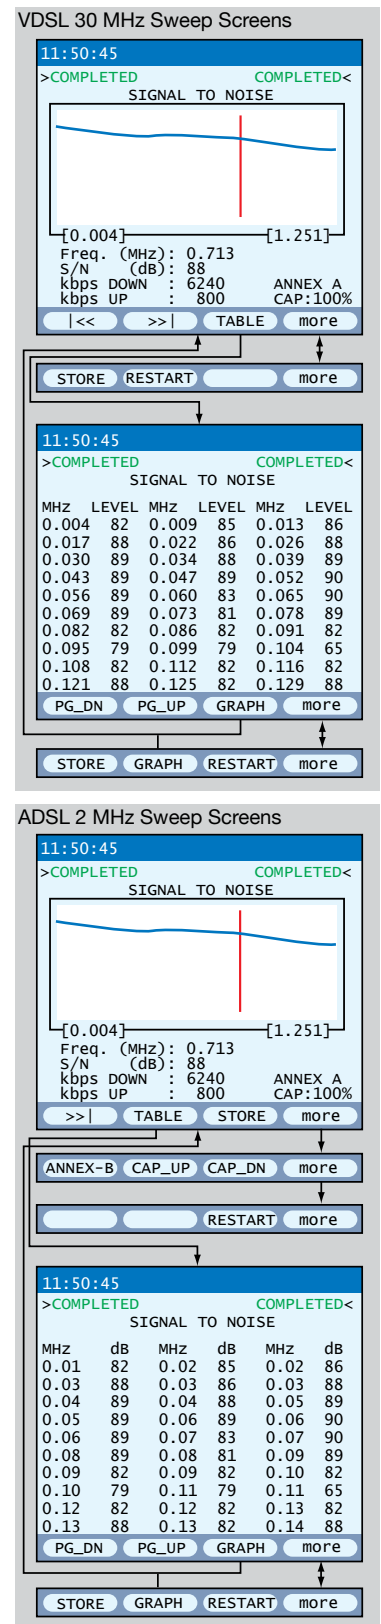 VDSL 30 MHz Sweep Screens
11:50:45
>COMPLETED COMPLETED<
SIGNAL TO NOISE
[0.004] [1.251]
Freq. (MHz): 0.713
S/N (dB): 88
kbps DOWN : 6240 ANNEX A
kbps UP : 800 CAP:100%
|<< >>| TABLE more
STORE RESTART more
11:50:45
>COMPLETED COMPLETED<
SIGNAL TO NOISE
MHz LEVEL MHz LEVEL MHz LEVEL
0.004 82 0.009 85 0.013 86
0.017 88 0.022 86 0.026 88
0.030 89 0.034 88 0.039 89
0.043 89 0.047 89 0.052 90
0.056 89 0.060 83 0.065 90
0.069 89 0.073 81 0.078 89
0.082 82 0.086 82 0.091 82
0.095 79 0.099 79 0.104 65
0.108 82 0.112 82 0.116 82
0.121 88 0.125 82 0.129 88
PG_DN PG_UP GRAPH more
STORE GRAPH RESTART more
ADSL 2 MHz Sweep Screens
11:50:45
>COMPLETED COMPLETED<
SIGNAL TO NOISE
[0.004] [1.251]
Freq. (MHz): 0.713
S/N (dB): 88
kbps DOWN : 6240 ANNEX A
kbps UP : 800 CAP:100%
>>| TABLE STORE more
ANNEX-B CAP_UP CAP_DN more
RESTART more
11:50:45
>COMPLETED COMPLETED<
SIGNAL TO NOISE
MHz dB MHz dB MHz dB
0.01 82 0.02 85 0.02 86
0.03 88 0.03 86 0.03 88
0.04 89 0.04 88 0.05 89
0.05 89 0.06 89 0.06 90
0.06 89 0.07 83 0.07 90
0.08 89 0.08 81 0.09 89
0.09 82 0.09 82 0.10 82
0.10 79 0.11 79 0.11 65
0.12 82 0.12 82 0.13 82
0.13 88 0.13 82 0.14 88
PG_DN PG_UP GRAPH more
STORE GRAPH RESTART more